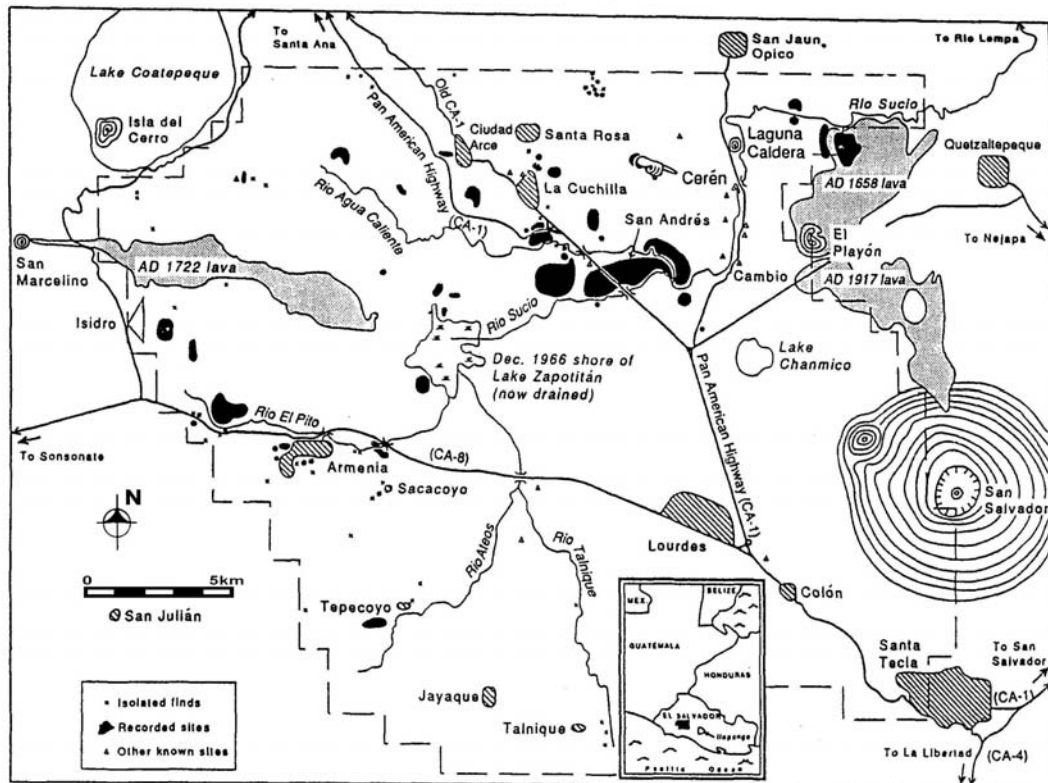 To
Santa Ana
San Jaun
Opico
To Rio Lempa
Lake Coatepeque
Isla del
Cerro
Pan American Highway
(CA-1)
Old CA-1
Ciudad
Arce
Santa Rosa
Rio Sucio
Laguna
Caldera
Quetzaltepeque
Cerén
La Cuchilla
AD 1658 lava
Rio Agua Caliente
San Andrés
El
Playón
To Nejapa
San
Marcelino
AD 1722 lava
Cambio
AD 1917 lava
Isidro
Rio Sucio
Dec. 1966 shore of
Lake Zapotitán
(now drained)
Lake
Chanmico
Pan American Highway (CA-1)
Rio El Pito
To Sonsonate
Armenia
(CA-8)
Sacacoyo
San
Salvador
N
Lourdes
Rio Ateos
Rio Talnique
0 5km
San Julián
Tepecoyo
Colón
MEX.
BELIZE
GUATEMALA
HONDURAS
EL SALVADOR
Ilopango
Pacific Ocean
Santa
Tecla
To San
Salvador
(CA-1)
Jayaque
Talnique
To La Libertad
(CA-4)
Isolated finds
Recorded sites
Other known sites